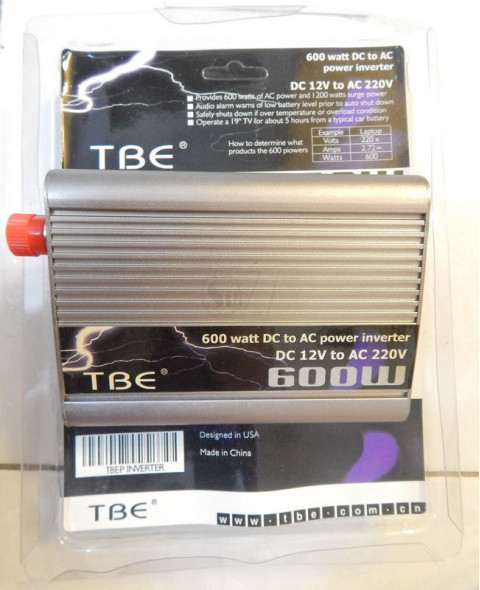 600 watt DC to AC
power inverter
DC 12V to AC 220V
Provides 600 watts of AC power and 1200 watts surge power
Audio alarm warns of low battery level prior to auto shut down
Safely shuts down if over temperature or overload condition
Operate a 19" TV for about 5 hours from a typical car battery
TBE®
How to determine what
products the 600 piowers
Example Laptop
Volts 220 x
Amps 2.72=
Watts 600
600 watt DC to AC power inverter
DC 12V to AC 220V
TBE® 600W
Designed in USA
Made in China
TBEP INVERTER
TBE®
www.tbe.com.cn